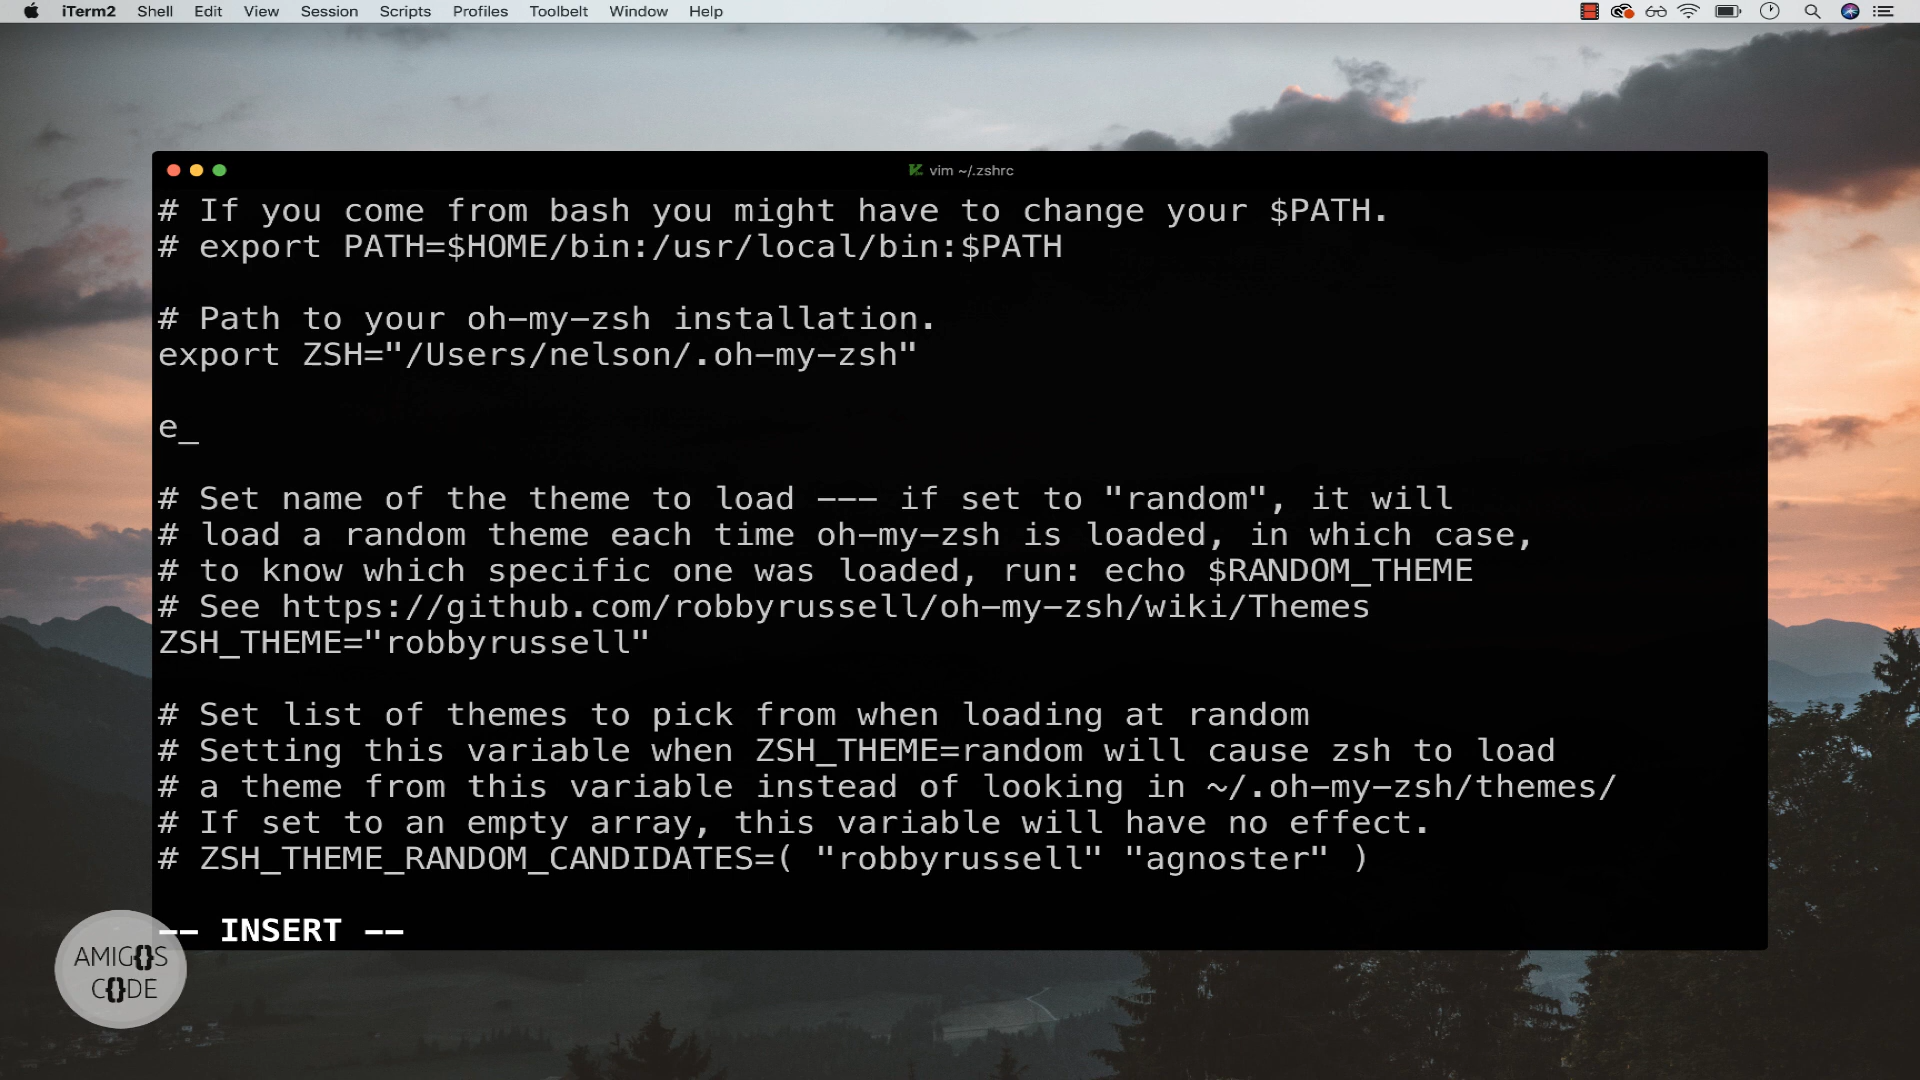 iTerm2 Shell Edit View Session Scripts Profiles Toolbelt Window Help
vim ~/.zshrc
# If you come from bash you might have to change your $PATH.
# export PATH=$HOME/bin:/usr/local/bin:$PATH
# Path to your oh-my-zsh installation.
export ZSH="/Users/nelson/.oh-my-zsh"
e_
# Set name of the theme to load --- if set to "random", it will
# load a random theme each time oh-my-zsh is loaded, in which case,
# to know which specific one was loaded, run: echo $RANDOM_THEME
# See https://github.com/robbyrussell/oh-my-zsh/wiki/Themes
ZSH_THEME="robbyrussell"
# Set list of themes to pick from when loading at random
# Setting this variable when ZSH_THEME=random will cause zsh to load
# a theme from this variable instead of looking in ~/.oh-my-zsh/themes/
# If set to an empty array, this variable will have no effect.
# ZSH_THEME_RANDOM_CANDIDATES=( "robbyrussell" "agnoster" )
-- INSERT --
AMIG{}S
C{}DE